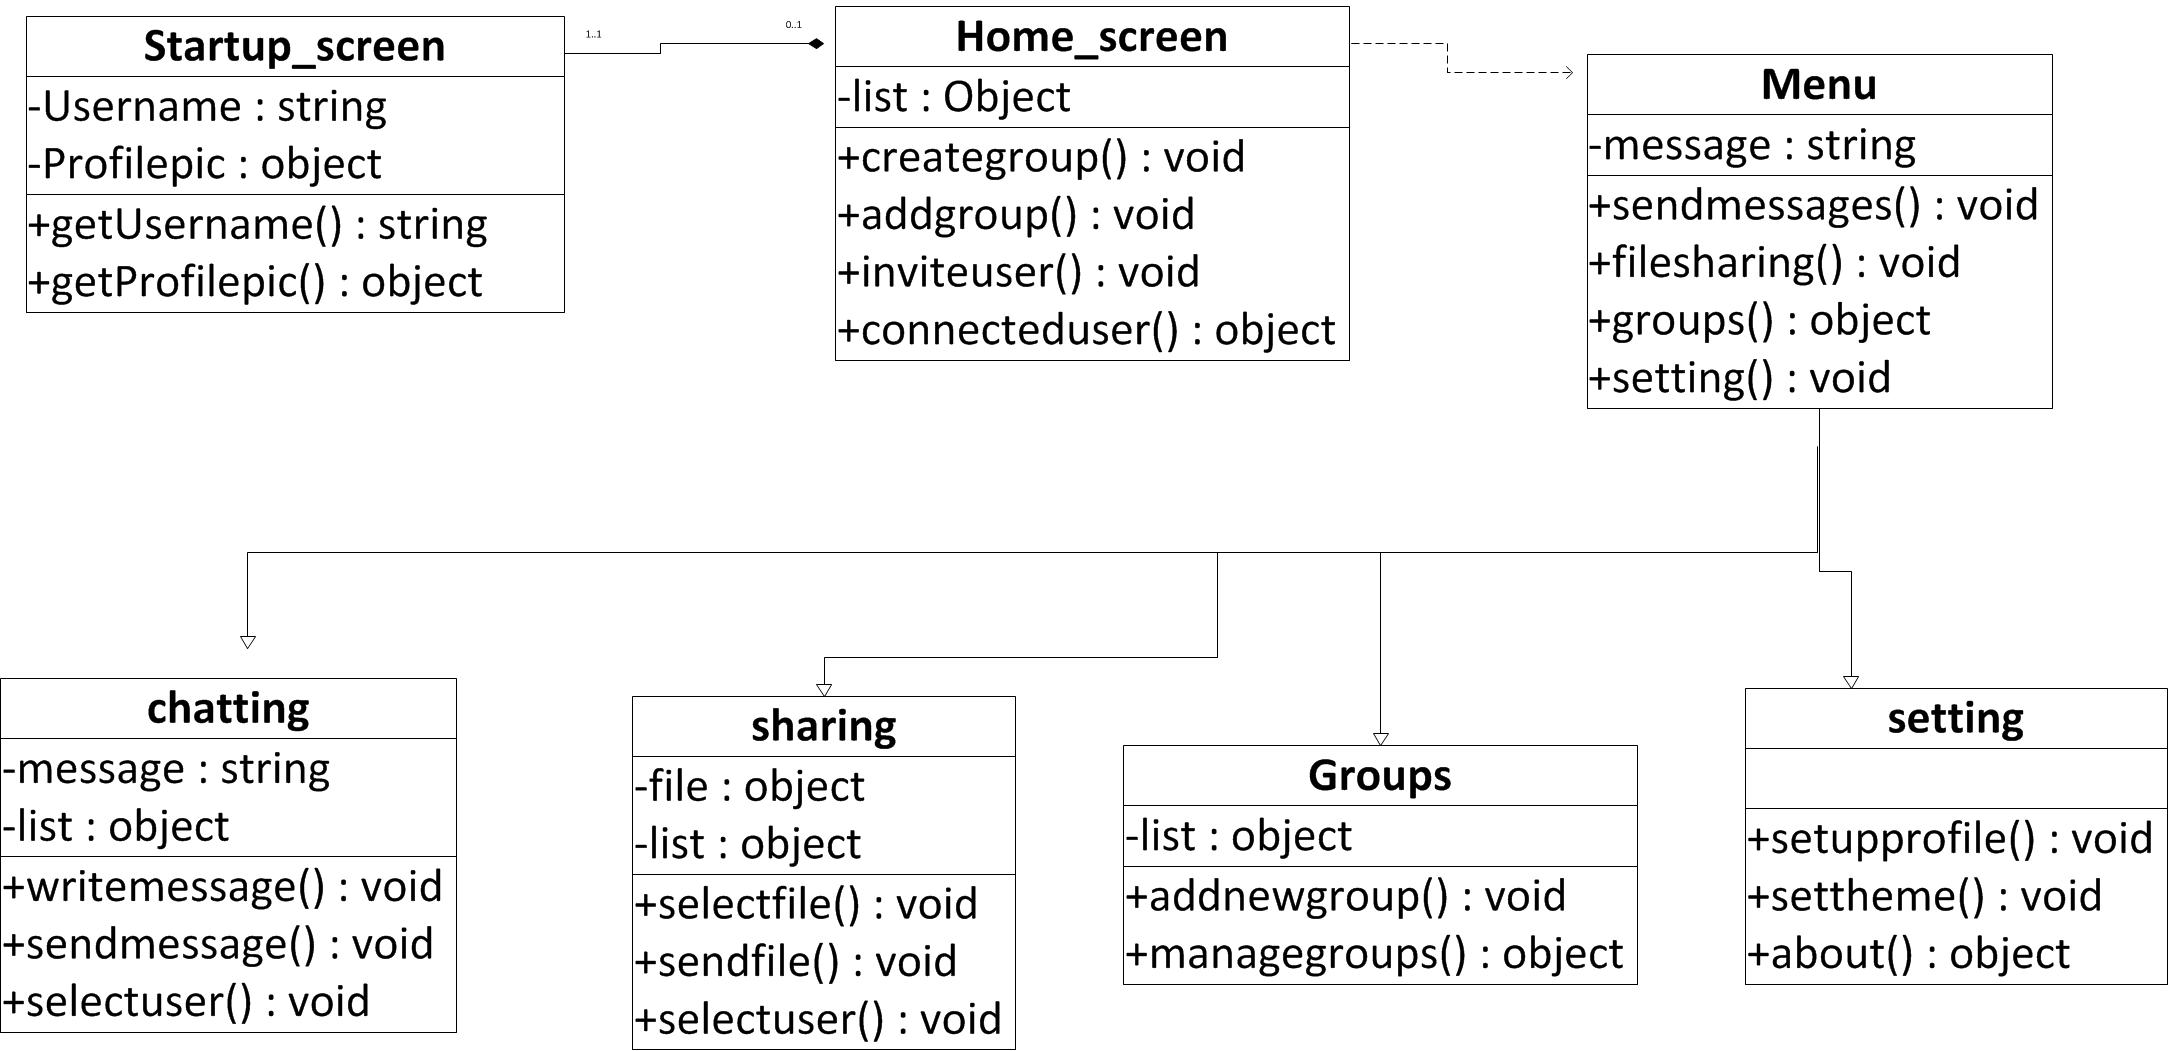 Startup_screen
-Username : string
-Profilepic : object
+getUsername() : string
+getProfilepic() : object
1..1
0..1
Home_screen
-list : Object
+creategroup() : void
+addgroup() : void
+inviteuser() : void
+connecteduser() : object
Menu
-message : string
+sendmessages() : void
+filesharing() : void
+groups() : object
+setting() : void
chatting
-message : string
-list : object
+writemessage() : void
+sendmessage() : void
+selectuser() : void
sharing
-file : object
-list : object
+selectfile() : void
+sendfile() : void
+selectuser() : void
Groups
-list : object
+addnewgroup() : void
+managegroups() : object
setting
+setupprofile() : void
+settheme() : void
+about() : object